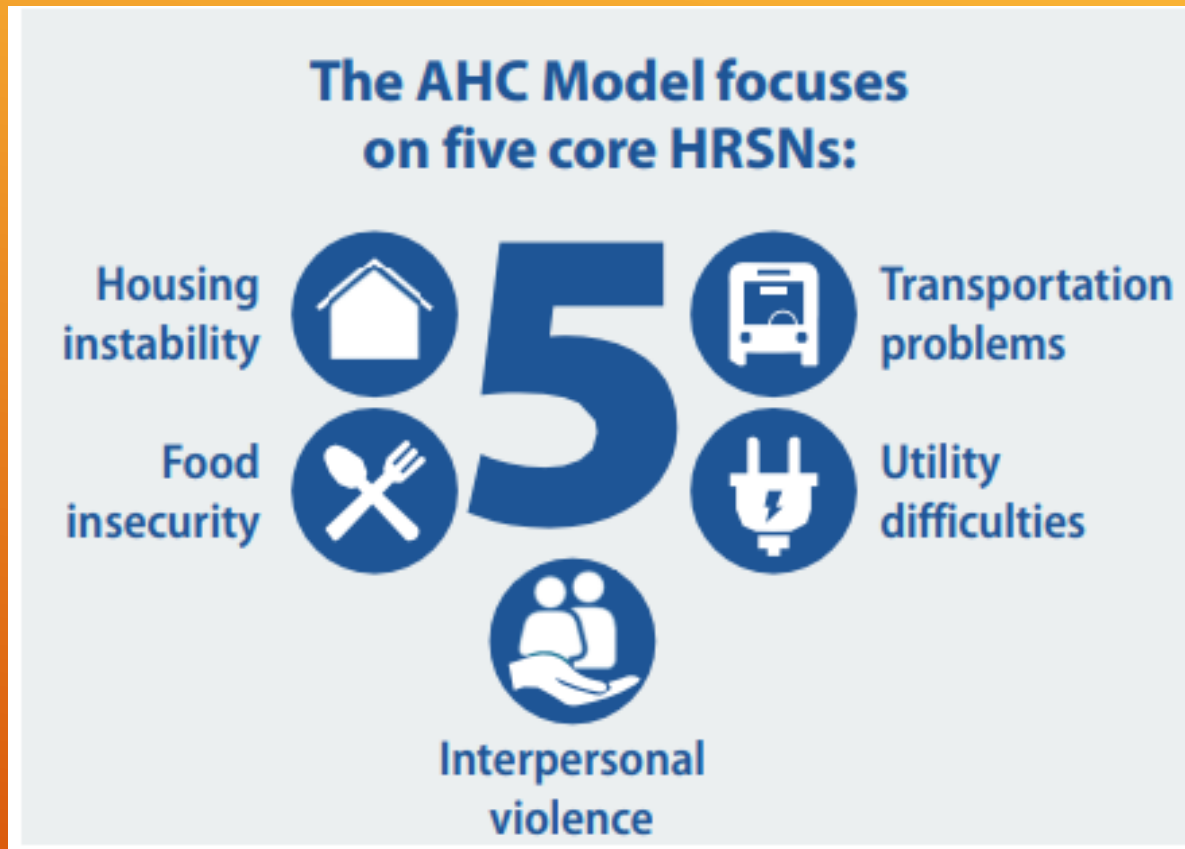 The AHC Model focuses
on five core HRSNs:
5
Housing
instability
Transportation
problems
Food
insecurity
Utility
difficulties
Interpersonal
violence